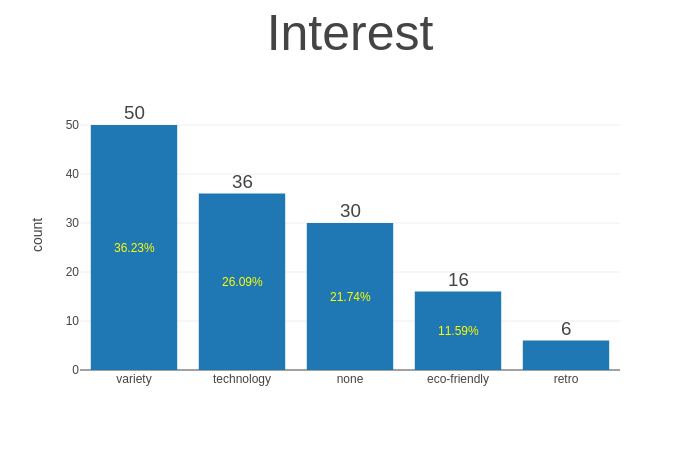 Interest
count
50
40
30
20
10
0
50
36
30
16
6
36.23%
26.09%
21.74%
11.59%
variety
technology
none
eco-friendly
retro